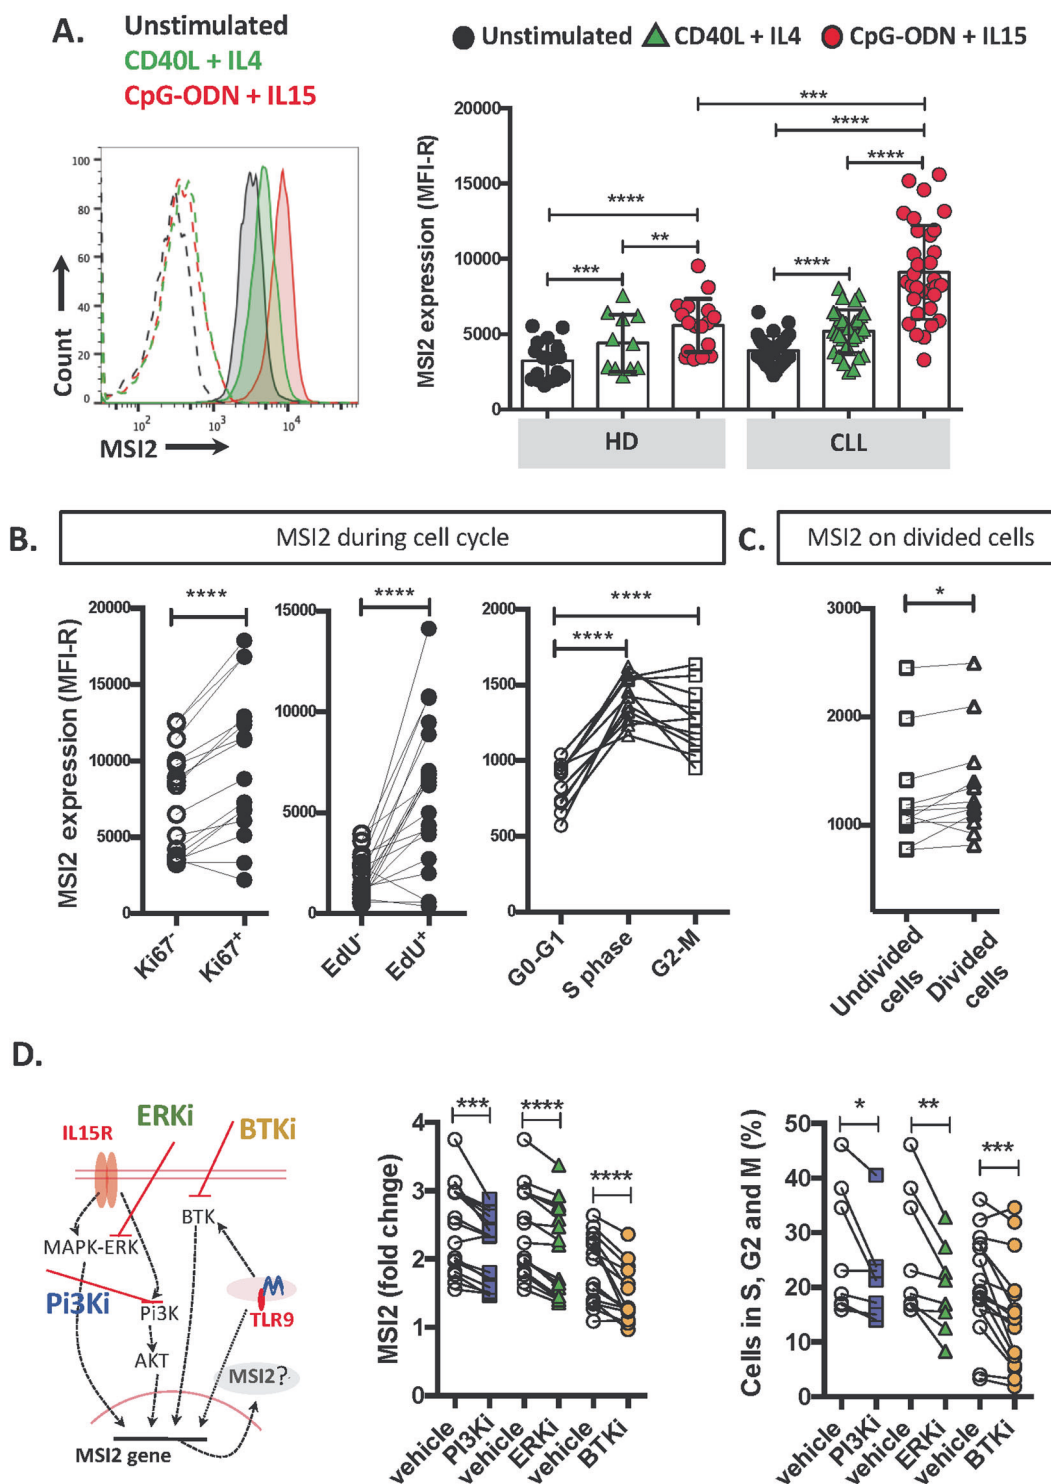 A.
Unstimulated
CD40L + IL4
CpG-ODN + IL15
Unstimulated CD40L + IL4 CpG-ODN + IL15
100
80
60
40
20
0
Count
10² 10³ 10⁴
MSI2
MSI2 expression (MFI-R)
20000
15000
10000
5000
0
***
****
****
****
**
***
****
HD CLL
B.
MSI2 during cell cycle
C.
MSI2 on divided cells
MSI2 expression (MFI-R)
20000
15000
10000
5000
0
****
Ki67⁻
Ki67⁺
15000
10000
5000
0
****
EdU⁻
EdU⁺
2000
1500
1000
500
0
****
****
G0-G1
S phase
G2-M
3000
2000
1000
*
Undivided
cells
Divided
cells
D.
ERKi
BTKi
IL15R
BTK
MAPK-ERK
Pi3Ki
Pi3K
TLR9
AKT
MSI2?
MSI2 gene
MSI2 (fold chnge)
4
3
2
1
0
***
****
****
vehicle
PI3Ki
vehicle
ERKi
vehicle
BTKi
Cells in S, G2 and M (%)
50
40
30
20
10
0
*
**
***
vehicle
PI3Ki
vehicle
ERKi
vehicle
BTKi